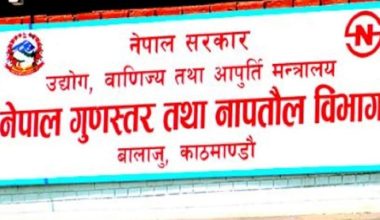 नेपाल सरकार
उद्योग, वाणिज्य तथा आपुर्ति मन्त्रालय
नेपाल गुणस्तर तथा नापतौल विभाग
बालाजु, काठमाण्डौ